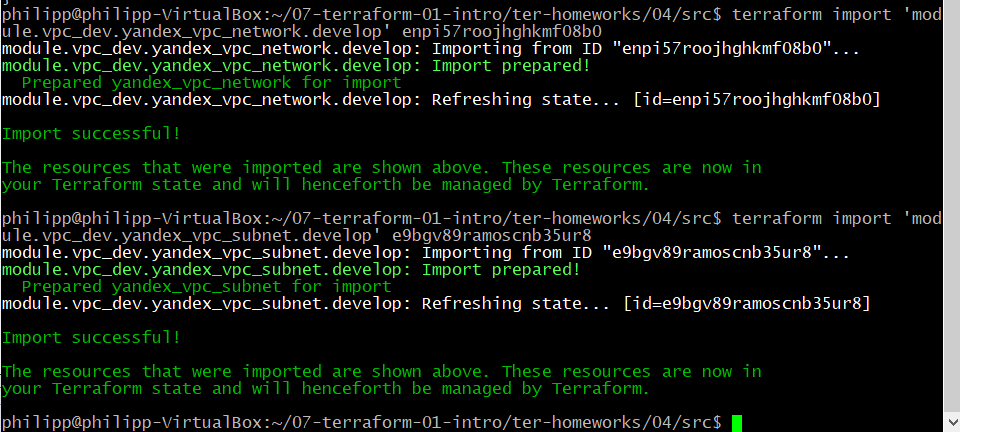 philipp@philipp-VirtualBox:~/07-terraform-01-intro/ter-homeworks/04/src$ terraform import 'mod
ule.vpc_dev.yandex_vpc_network.develop' enpi57roojhghkmf08b0
module.vpc_dev.yandex_vpc_network.develop: Importing from ID "enpi57roojhghkmf08b0"...
module.vpc_dev.yandex_vpc_network.develop: Import prepared!
  Prepared yandex_vpc_network for import
module.vpc_dev.yandex_vpc_network.develop: Refreshing state... [id=enpi57roojhghkmf08b0]
Import successful!
The resources that were imported are shown above. These resources are now in
your Terraform state and will henceforth be managed by Terraform.
philipp@philipp-VirtualBox:~/07-terraform-01-intro/ter-homeworks/04/src$ terraform import 'mod
ule.vpc_dev.yandex_vpc_subnet.develop' e9bgv89ramoscnb35ur8
module.vpc_dev.yandex_vpc_subnet.develop: Importing from ID "e9bgv89ramoscnb35ur8"...
module.vpc_dev.yandex_vpc_subnet.develop: Import prepared!
  Prepared yandex_vpc_subnet for import
module.vpc_dev.yandex_vpc_subnet.develop: Refreshing state... [id=e9bgv89ramoscnb35ur8]
Import successful!
The resources that were imported are shown above. These resources are now in
your Terraform state and will henceforth be managed by Terraform.
philipp@philipp-VirtualBox:~/07-terraform-01-intro/ter-homeworks/04/src$